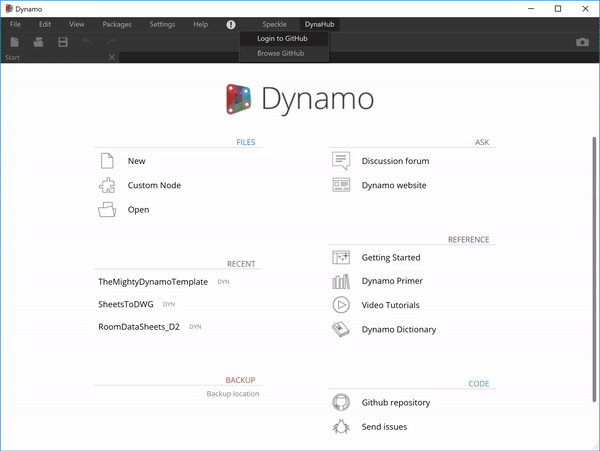 Dynamo
File Edit View Packages Settings Help Speckle DynaHub
Login to GitHub
Browse GitHub
Start
Dynamo
FILES
New
Custom Node
Open
RECENT
TheMightyDynamoTemplate DYN
SheetsToDWG DYN
RoomDataSheets_D2 DYN
BACKUP
Backup location
ASK
Discussion forum
Dynamo website
REFERENCE
Getting Started
Dynamo Primer
Video Tutorials
Dynamo Dictionary
CODE
Github repository
Send issues